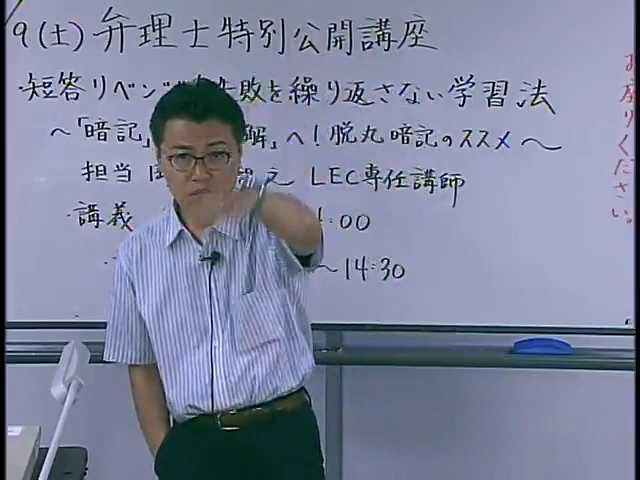 9(土)弁理士特別公開講座
・短答リベンジ 失敗を繰り返さない学習法
～「暗記」 解」へ!脱丸暗記のススメ～
担当 LEC専任講師
・講義 :00
～14:30
お座りください。